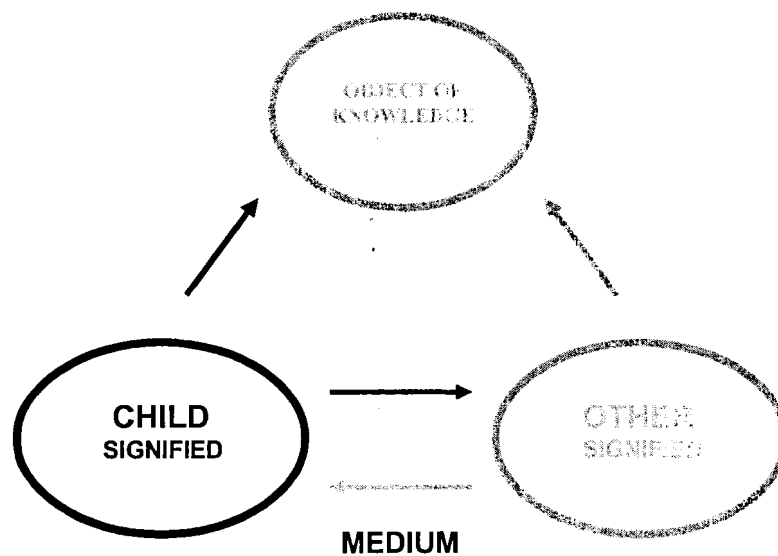 OBJECT OF
KNOWLEDGE
CHILD
SIGNIFIED
OTHER
SIGNIFIED
MEDIUM